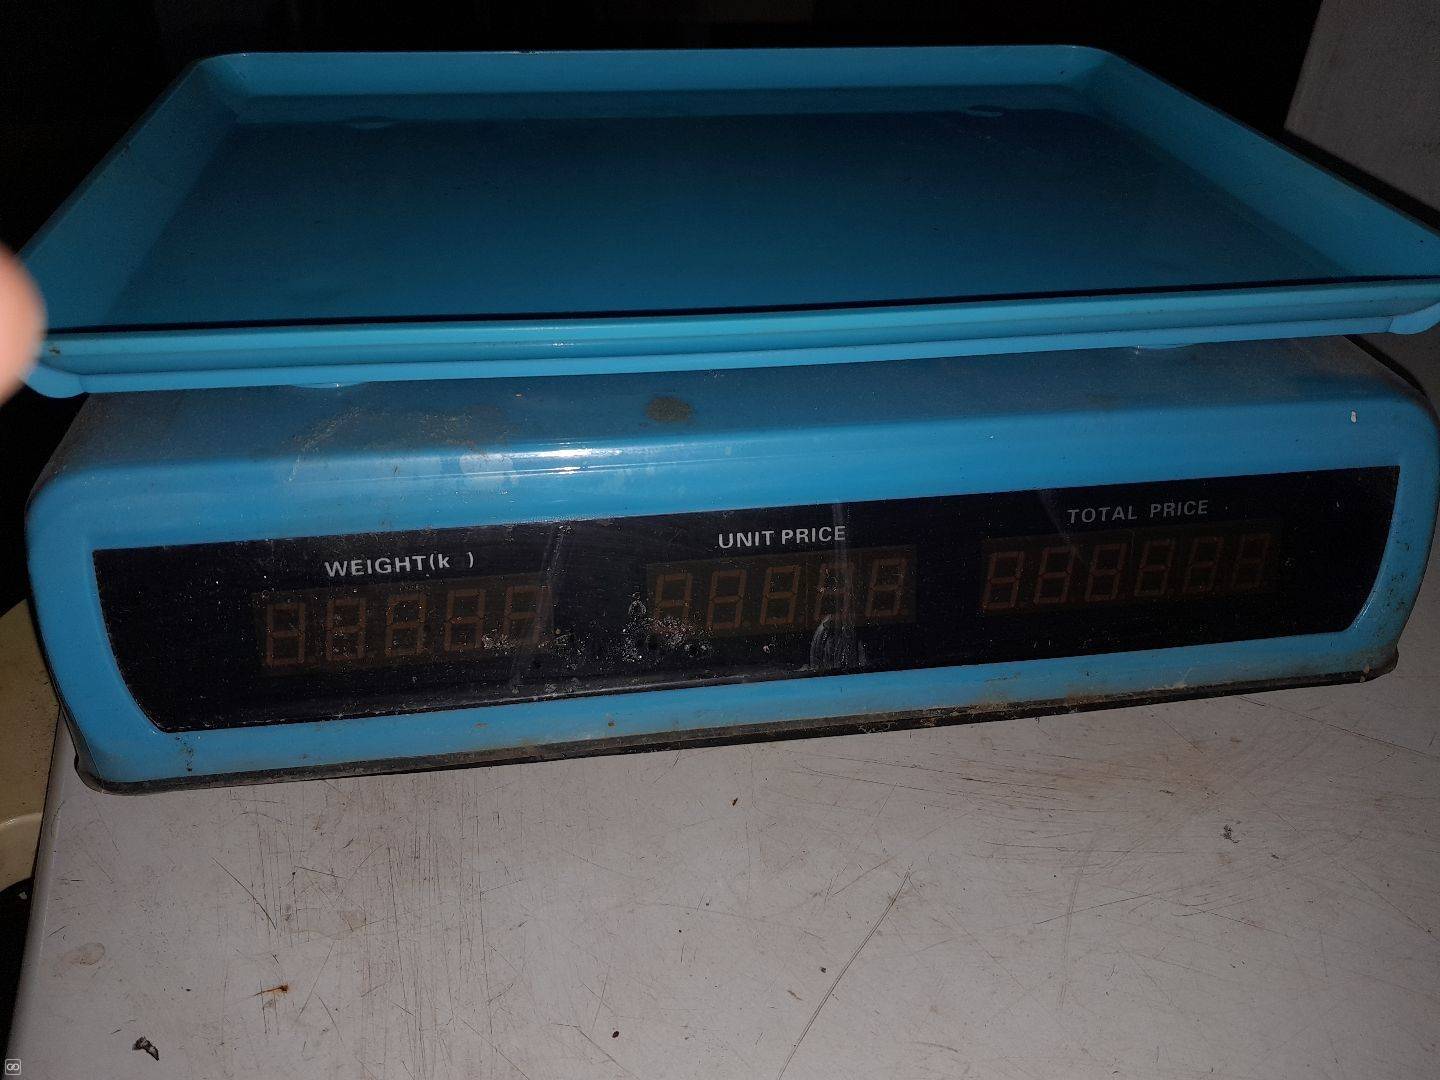 WEIGHT(k )
UNIT PRICE
TOTAL PRICE